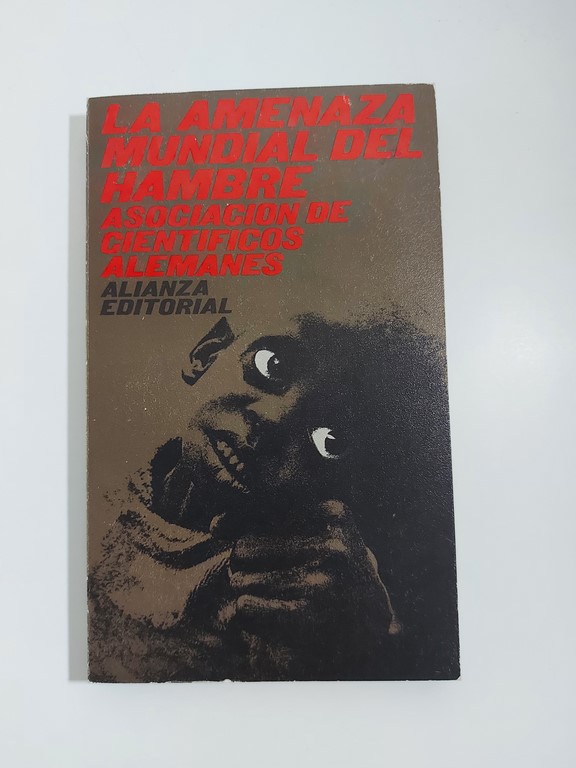 LA AMENAZA
MUNDIAL DEL
HAMBRE
ASOCIACION DE
CIENTIFICOS
ALEMANES
ALIANZA
EDITORIAL